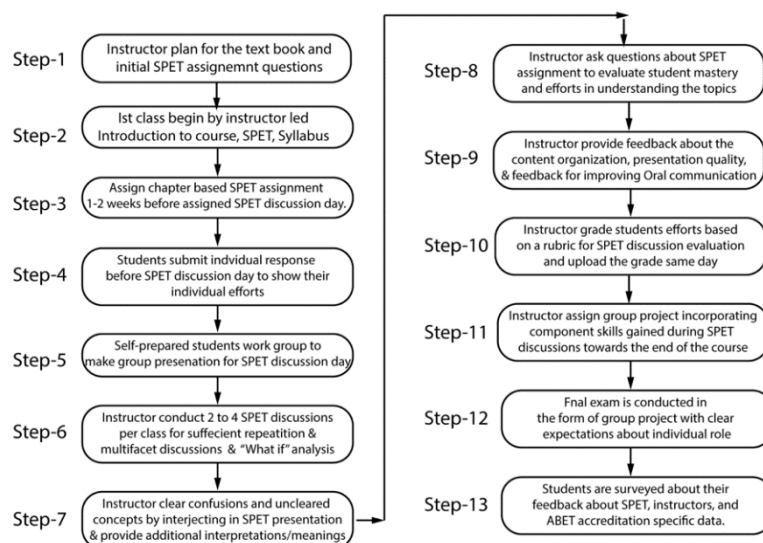 Step-1
Instructor plan for the text book and
initial SPET assignemnt questions
Step-2
Ist class begin by instructor led
Introduction to course, SPET, Syllabus
Step-3
Assign chapter based SPET assignment
1-2 weeks before assigned SPET discussion day.
Step-4
Students submit indvidual response
before SPET discussion day to show their
individual efforts
Step-5
Self-prepared students work group to
make group presenation for SPET discussion day
Step-6
Instructor conduct 2 to 4 SPET discussions
per class for suffecient repeatition &
multifacet discussions & "What if" analysis
Step-7
Instructor clear confusions and uncleared
concepts by interjecting in SPET presentation
& provide additional interpretations/meanings
Step-8
Instructor ask questions about SPET
assignment to evaluate student mastery
and efforts in understanding the topics
Step-9
Instructor provide feedback about the
content organization, presentation quality,
& feedback for improving Oral communication
Step-10
Instructor grade students efforts based
on a rubric for SPET discussion evaluation
and upload the grade same day
Step-11
Instructor assign group project incorporating
component skills gained during SPET
discussions towards the end of the course
Step-12
Fnal exam is conducted in
the form of group project with clear
expectations about individual role
Step-13
Students are surveyed about their
feedback about SPET, instructors, and
ABET accreditation specific data.